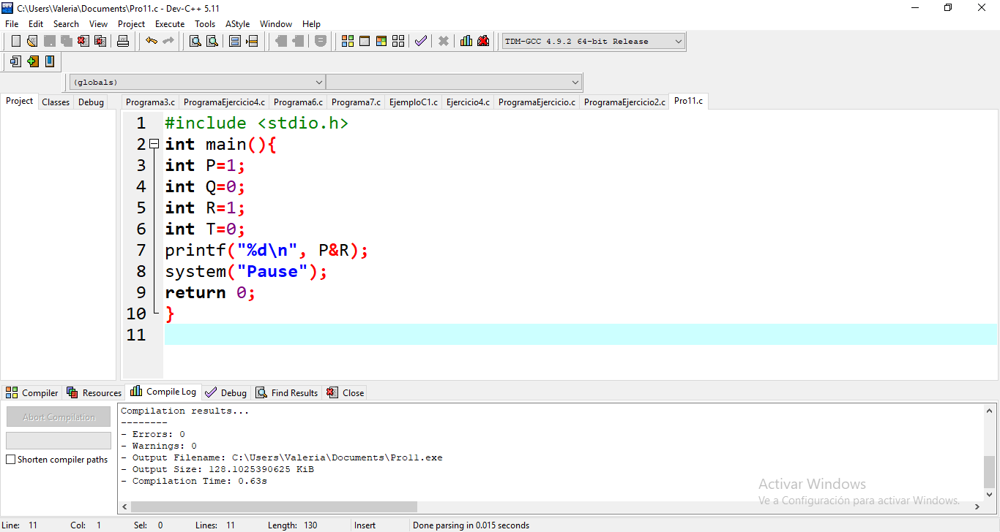 C:\Users\Valeria\Documents\Pro11.c - Dev-C++ 5.11
File Edit Search View Project Execute Tools AStyle Window Help
TDM-GCC 4.9.2 64-bit Release
(globals)
Project Classes Debug
Programa3.c ProgramaEjercicio4.c Programa6.c Programa7.c EjemploC1.c Ejercicio4.c ProgramaEjercicio.c ProgramaEjercicio2.c Pro11.c
1 #include <stdio.h>
2 int main(){
3 int P=1;
4 int Q=0;
5 int R=1;
6 int T=0;
7 printf("%d\n", P&R);
8 system("Pause");
9 return 0;
10 }
11
Compiler Resources Compile Log Debug Find Results Close
Abort Compilation
Shorten compiler paths
Compilation results...
--------
- Errors: 0
- Warnings: 0
- Output Filename: C:\Users\Valeria\Documents\Pro11.exe
- Output Size: 128.1025390625 KiB
- Compilation Time: 0.63s
Activar Windows
Ve a Configuración para activar Windows.
Line: 11 Col: 1 Sel: 0 Lines: 11 Length: 130 Insert Done parsing in 0.015 seconds